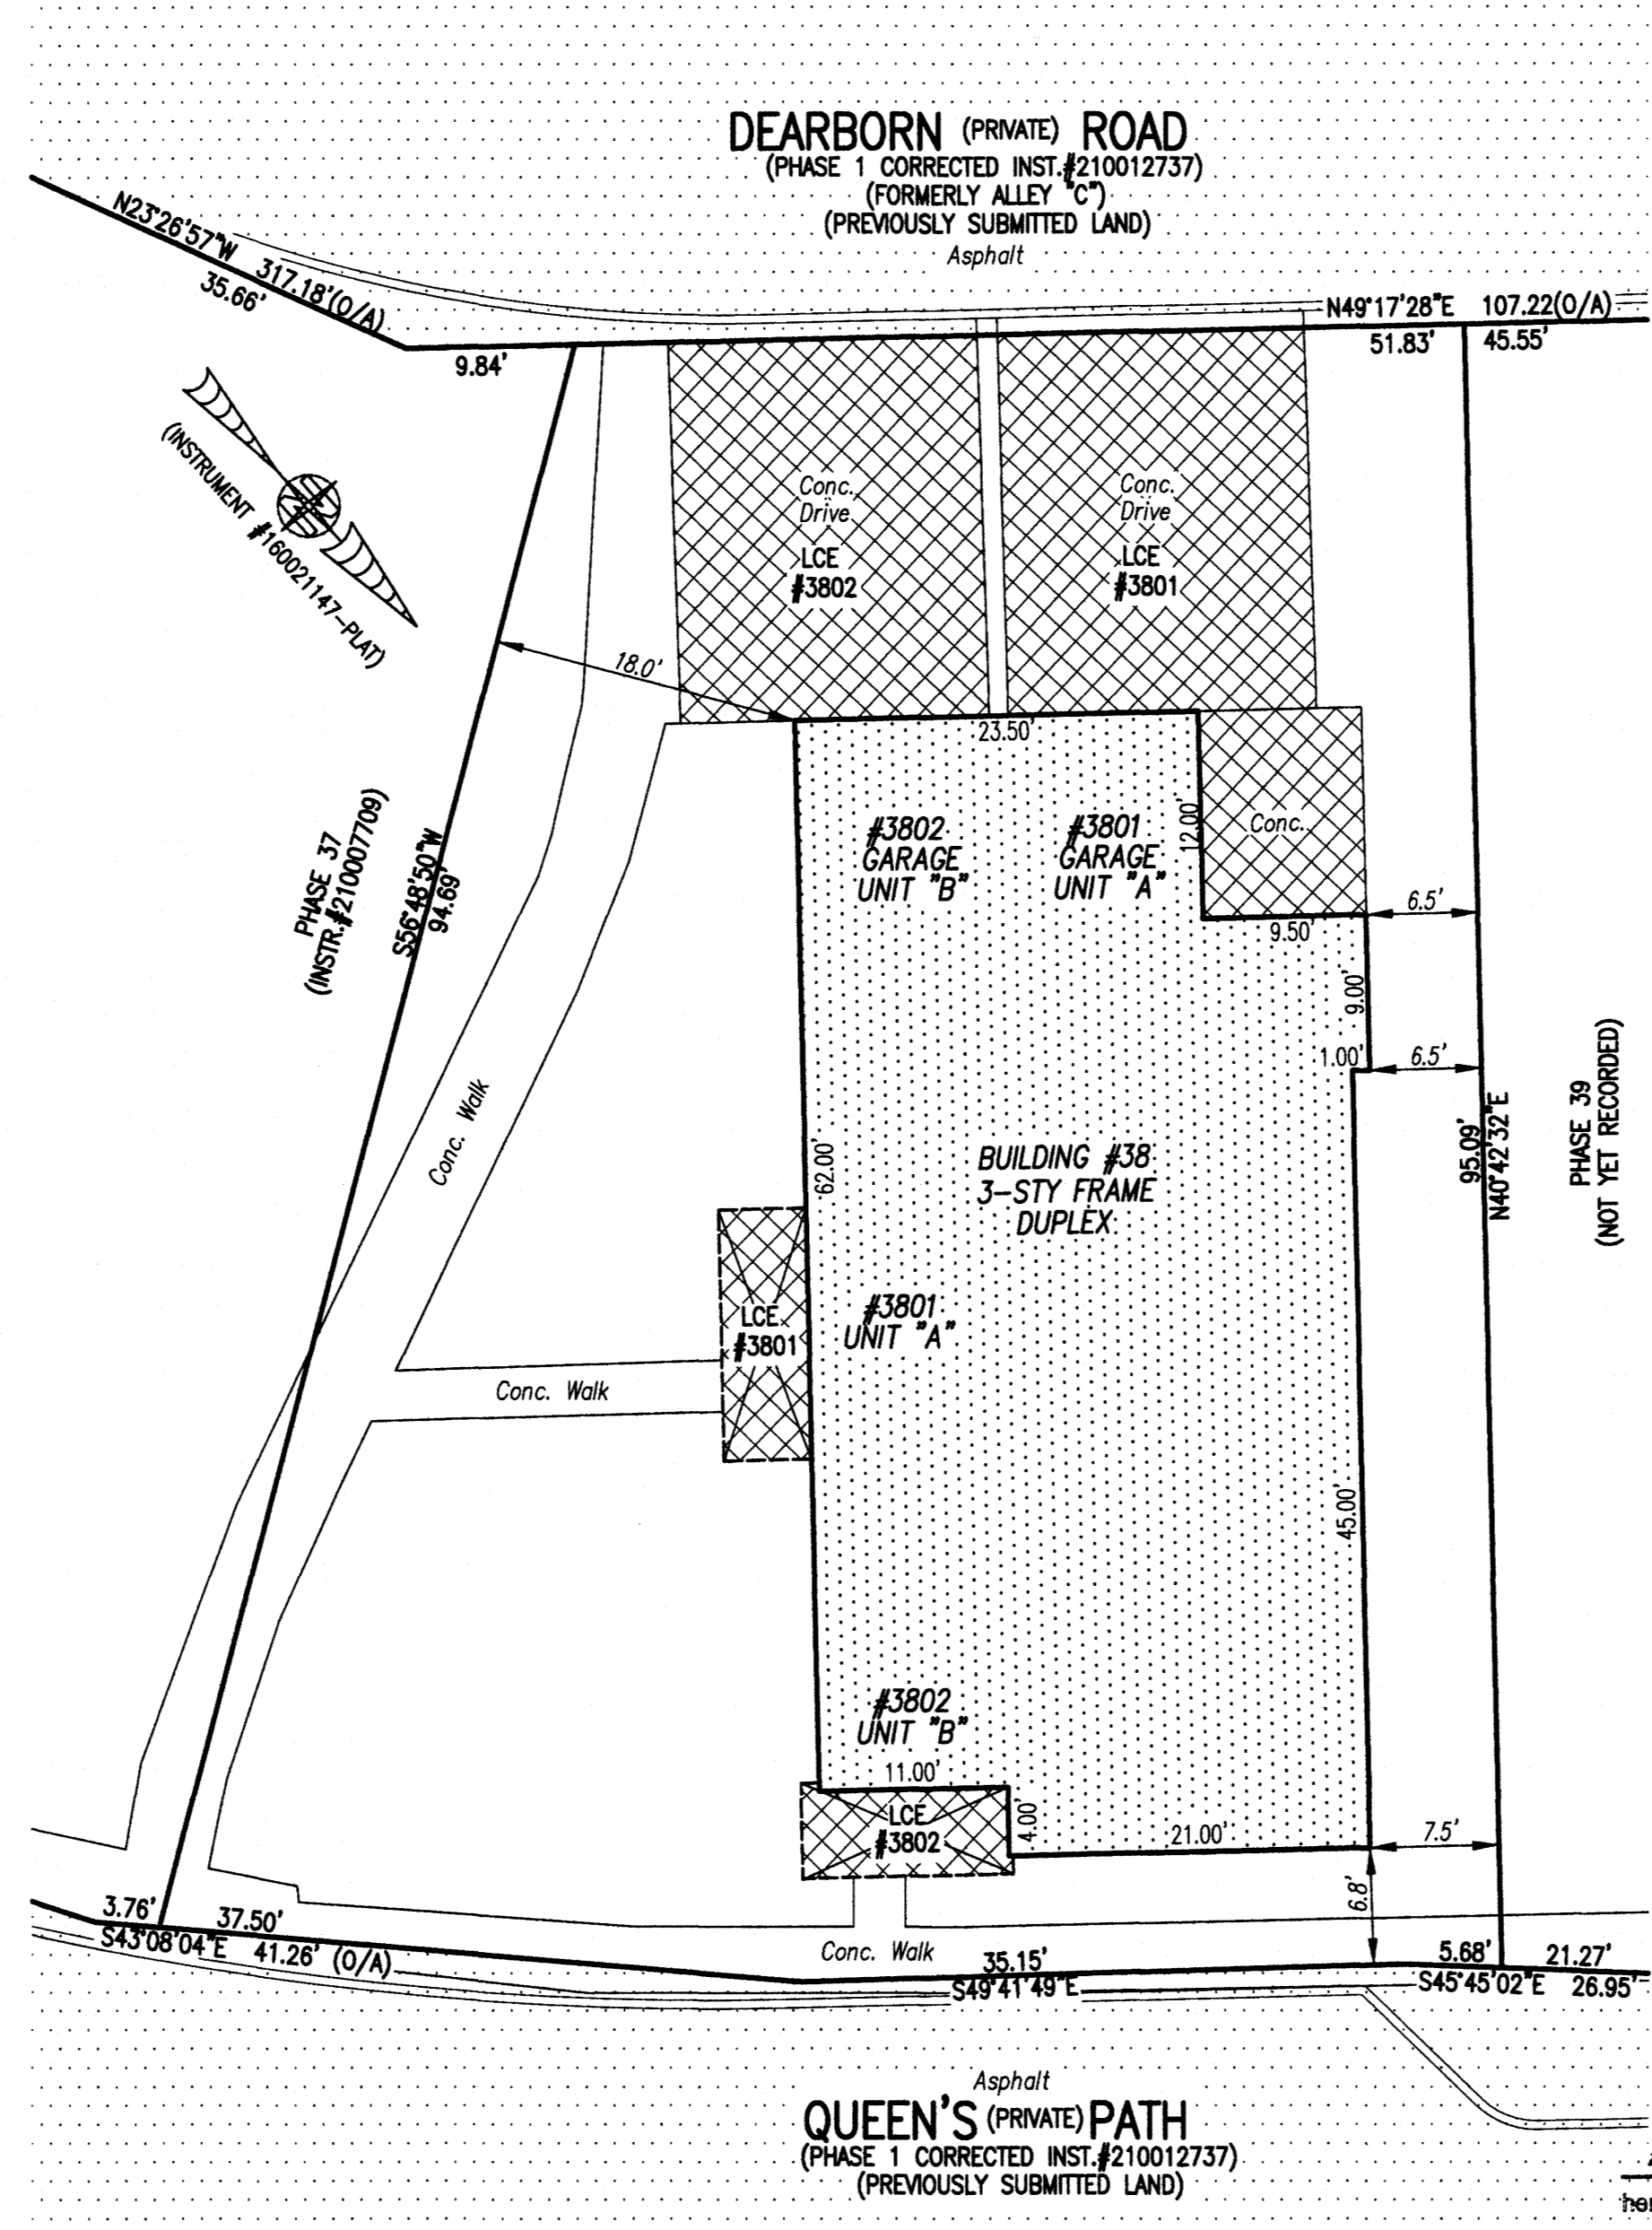 DEARBORN (PRIVATE) ROAD
(PHASE 1 CORRECTED INST.#210012737)
(FORMERLY ALLEY "C")
(PREVIOUSLY SUBMITTED LAND)
Asphalt
N23°26'57"W 317.18'(O/A)
35.66'
N49°17'28"E 107.22(O/A)
9.84'
51.83'
45.55'
(INSTRUMENT #160021147-PLAT)
Conc.
Drive
LCE
#3802
Conc.
Drive
LCE
#3801
18.0'
23.50'
PHASE 37
(INSTR.#210007709)
S56°48'50"W
94.69'
#3802
GARAGE
UNIT "B"
#3801
GARAGE
UNIT "A"
12.00'
Conc.
6.5'
9.50'
9.00'
1.00'
6.5'
Conc. Walk
62.00'
BUILDING #38
3-STY FRAME
DUPLEX
95.09'
N40°42'32"E
PHASE 39
(NOT YET RECORDED)
LCE
#3801
#3801
UNIT "A"
Conc. Walk
45.00'
#3802
UNIT "B"
11.00'
LCE
#3802
4.00'
21.00'
7.5'
6.8'
3.76'
37.50'
S43°08'04"E 41.26' (O/A)
Conc. Walk
35.15'
S49°41'49"E
5.68'
21.27'
S45°45'02"E 26.95'
Asphalt
QUEEN'S (PRIVATE) PATH
(PHASE 1 CORRECTED INST.#210012737)
(PREVIOUSLY SUBMITTED LAND)